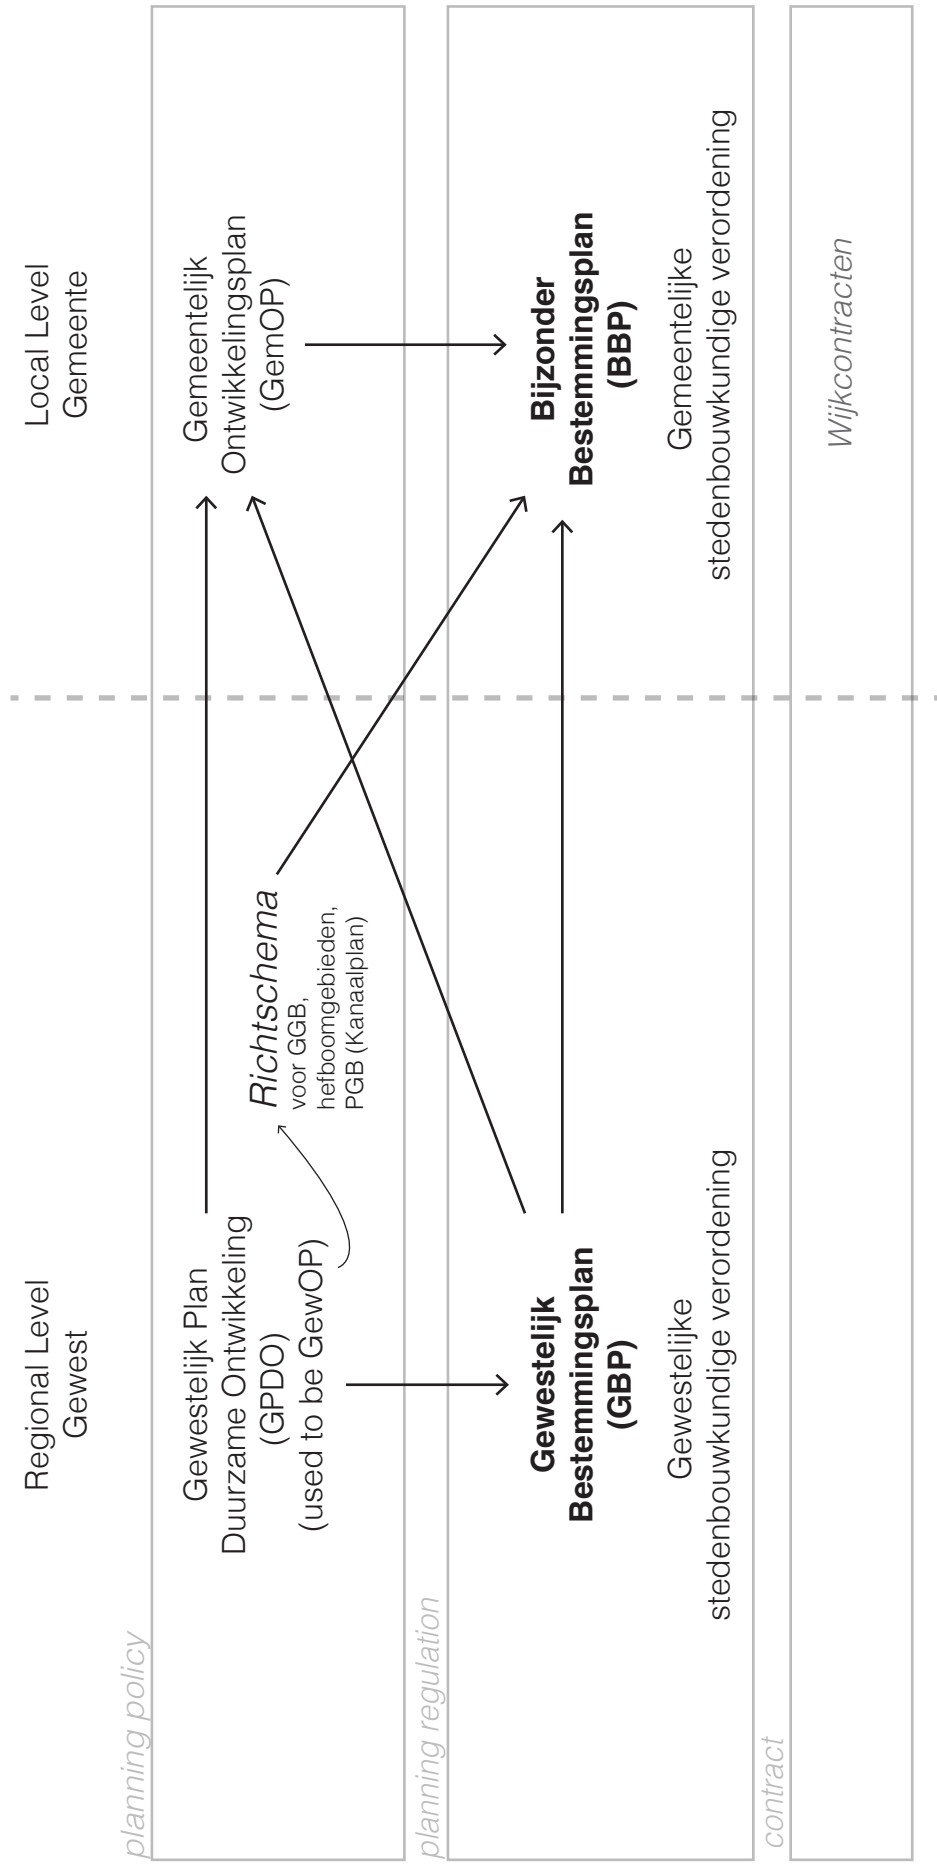 Regional Level
Gewest
Local Level
Gemeente
planning policy
Gewestelijk Plan
Duurzame Ontwikkeling
(GPDO)
(used to be GewOP)
Richtschema
voor GGB,
hefboomgebieden,
PGB (Kanaalplan)
Gemeentelijk
Ontwikkelingsplan
(GemOP)
planning regulation
Gewestelijk
Bestemmingsplan
(GBP)
Gewestelijke
stedenbouwkundige verordening
Bijzonder
Bestemmingsplan
(BBP)
Gemeentelijke
stedenbouwkundige verordening
contract
Wijkcontracten